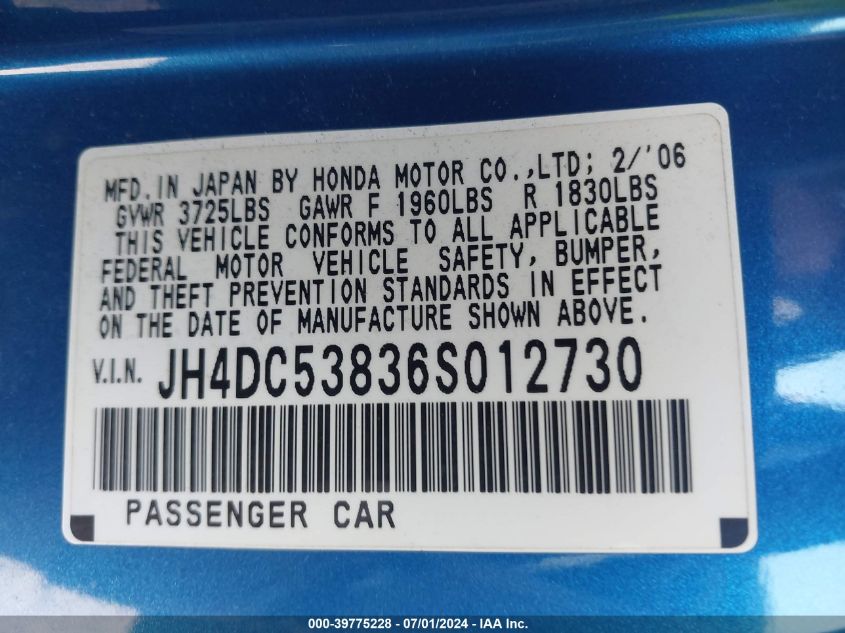 MFD.IN JAPAN BY HONDA MOTOR CO.,LTD; 2/'06
GVWR 3725LBS GAWR F 1960LBS R 1830LBS
THIS VEHICLE CONFORMS TO ALL APPLICABLE
FEDERAL MOTOR VEHICLE SAFETY, BUMPER,
AND THEFT PREVENTION STANDARDS IN EFFECT
ON THE DATE OF MANUFACTURE SHOWN ABOVE.
V.I.N. JH4DC53836S012730
PASSENGER CAR
000-39775228 - 07/01/2024 - IAAI.com